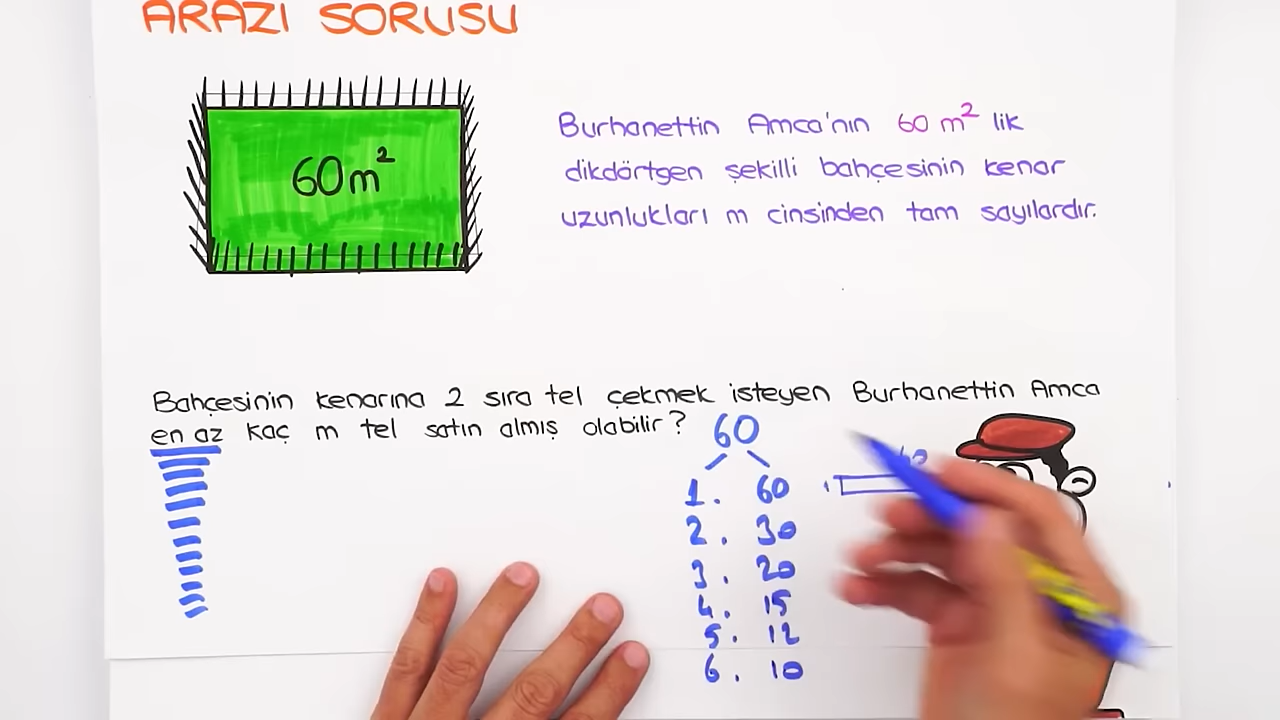 ARAZİ SORUSU
60m²
Burhanettin Amca'nın 60 m² lik
dikdörtgen şekilli bahçesinin kenar
uzunlukları m cinsinden tam sayılardır.
Bahçesinin kenarına 2 sıra tel çekmek isteyen Burhanettin Amca
en az kaç m tel satın almış olabilir?
60
1 . 60
2 . 30
3 . 20
4 . 15
5 . 12
6 . 10
1